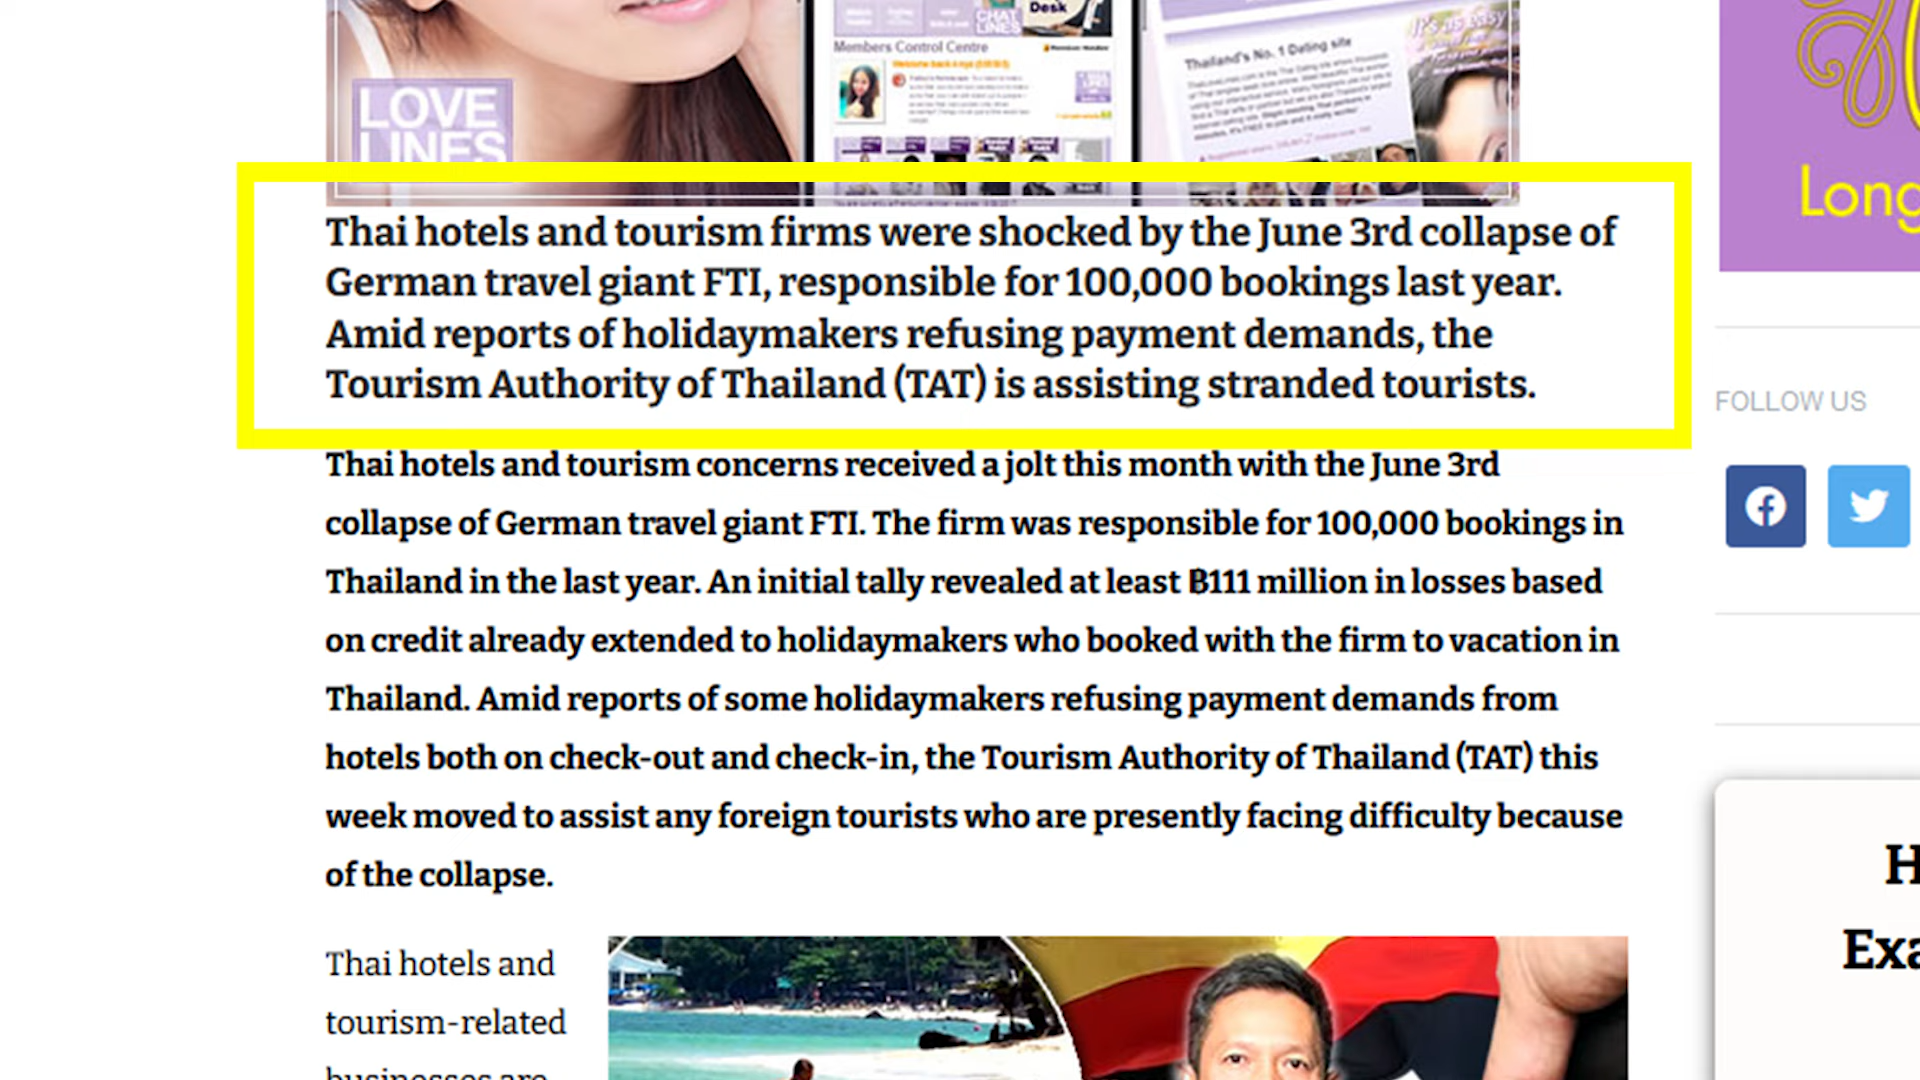 LOVE
LINES
CHAT
LINES
Desk
Members Control Centre
Thailand's No. 1 Dating site
It's as easy
Thai hotels and tourism firms were shocked by the June 3rd collapse of
German travel giant FTI, responsible for 100,000 bookings last year.
Amid reports of holidaymakers refusing payment demands, the
Tourism Authority of Thailand (TAT) is assisting stranded tourists.
Thai hotels and tourism concerns received a jolt this month with the June 3rd
collapse of German travel giant FTI. The firm was responsible for 100,000 bookings in
Thailand in the last year. An initial tally revealed at least ฿111 million in losses based
on credit already extended to holidaymakers who booked with the firm to vacation in
Thailand. Amid reports of some holidaymakers refusing payment demands from
hotels both on check-out and check-in, the Tourism Authority of Thailand (TAT) this
week moved to assist any foreign tourists who are presently facing difficulty because
of the collapse.
Thai hotels and
tourism-related
businesses are
Long
FOLLOW US
H
Exa